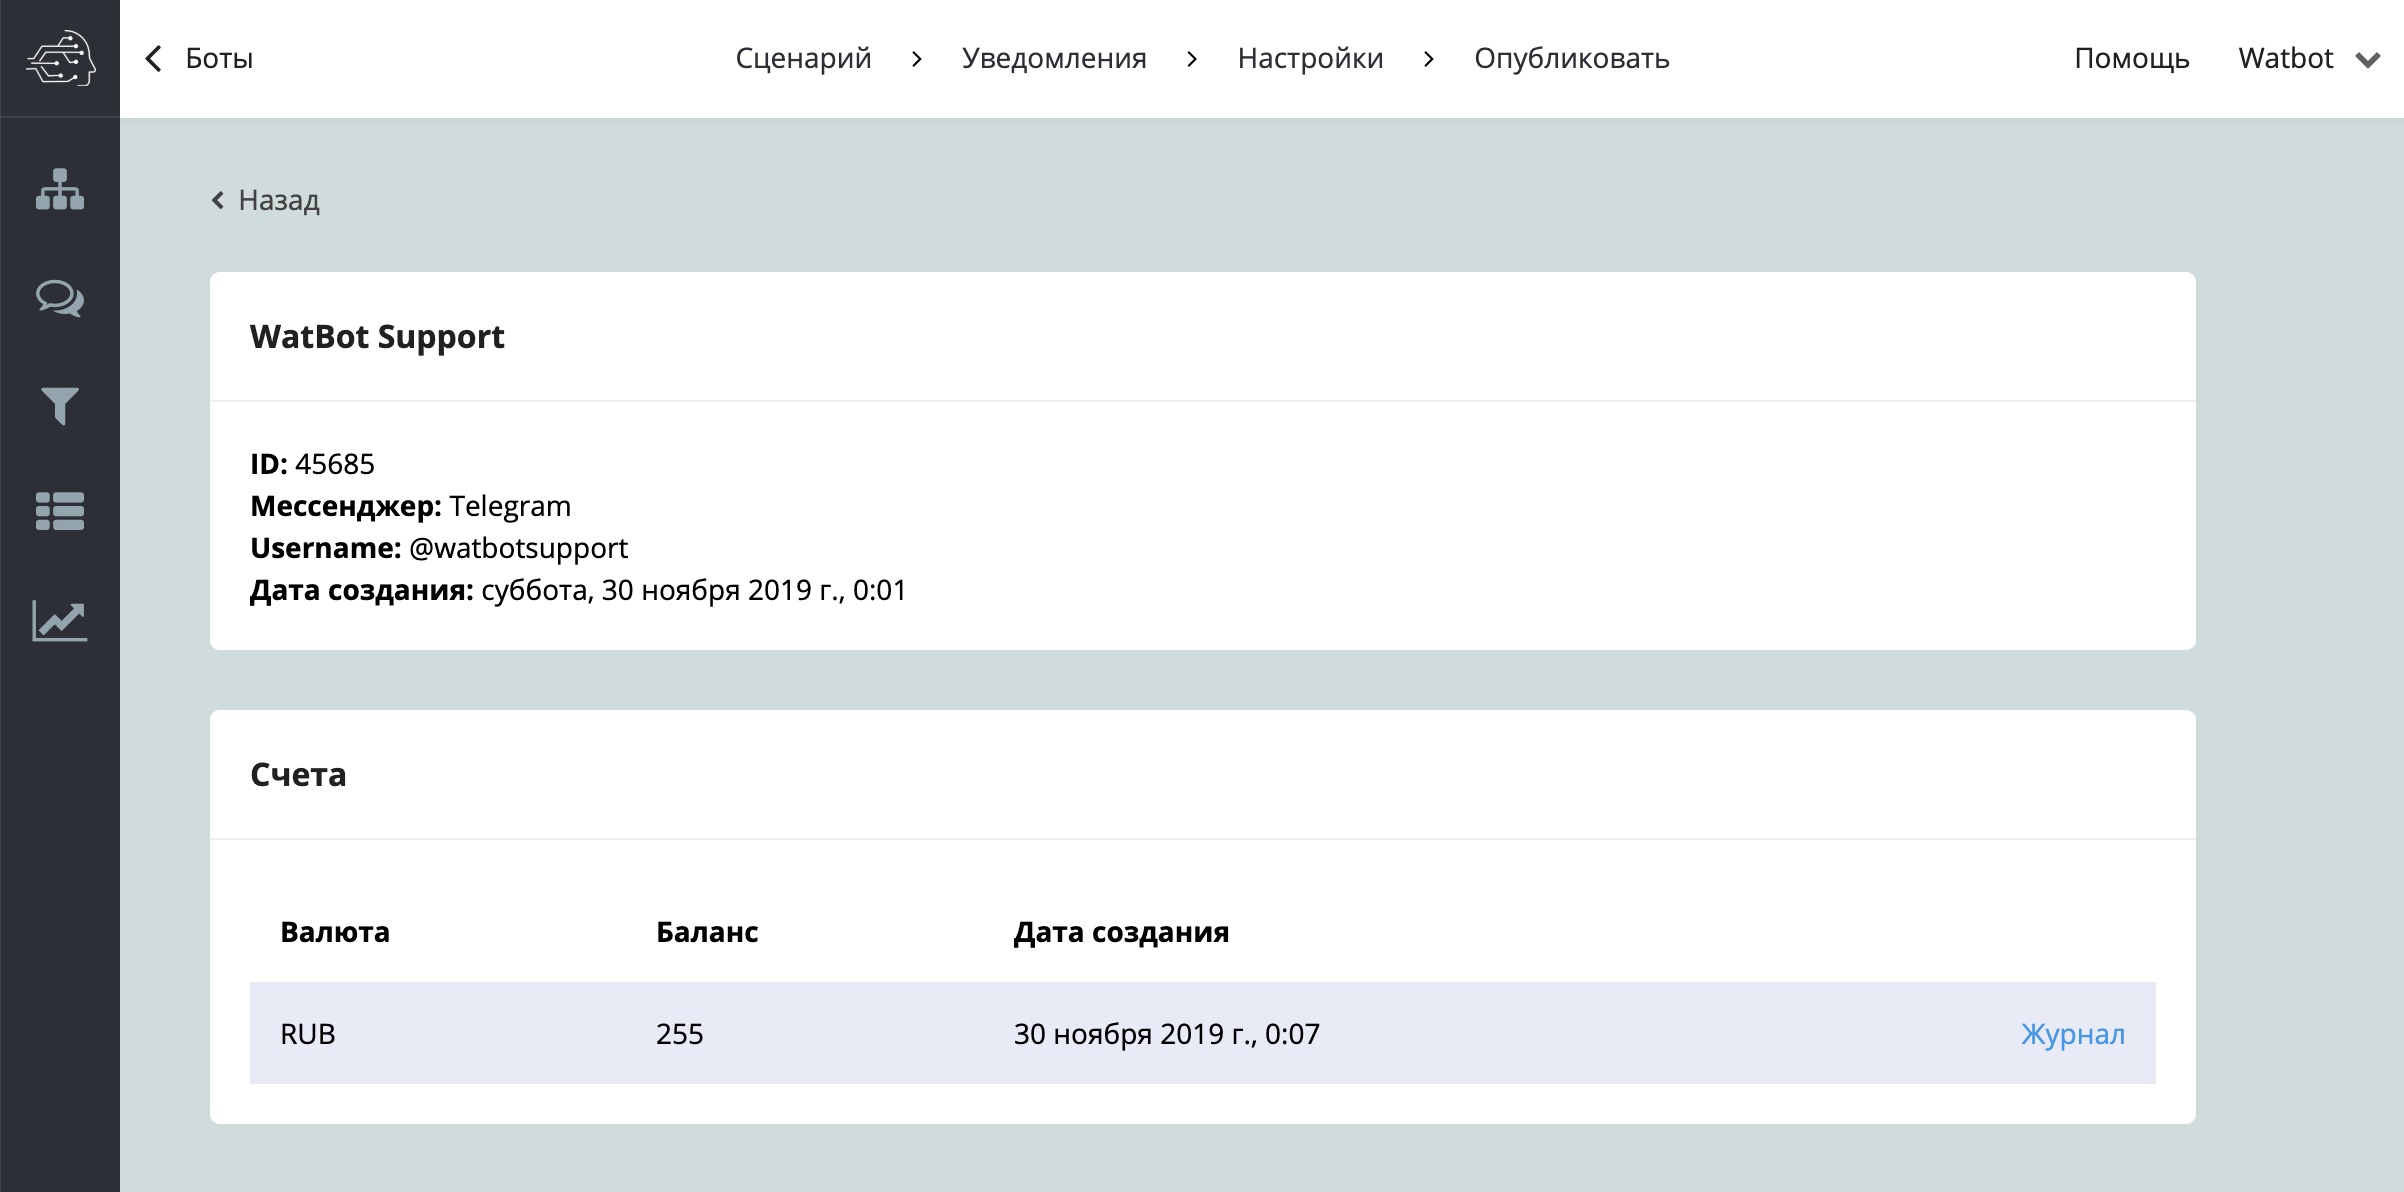 Боты
Сценарий
Уведомления
Настройки
Опубликовать
Помощь
Watbot
Назад
WatBot Support
ID: 45685
Мессенджер: Telegram
Username: @watbotsupport
Дата создания: суббота, 30 ноября 2019 г., 0:01
Счета
Валюта Баланс Дата создания
RUB 255 30 ноября 2019 г., 0:07 Журнал